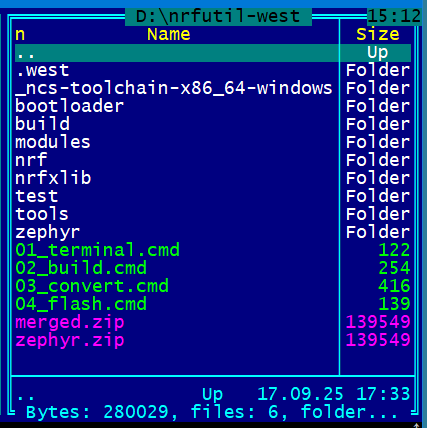 D:\nrfutil-west 15:12
n Name Size
.. Up
.west Folder
_ncs-toolchain-x86_64-windows Folder
bootloader Folder
build Folder
modules Folder
nrf Folder
nrfxlib Folder
test Folder
tools Folder
zephyr Folder
01_terminal.cmd 122
02_build.cmd 254
03_convert.cmd 416
04_flash.cmd 139
merged.zip 139549
zephyr.zip 139549
.. Up 17.09.25 17:33
Bytes: 280029, files: 6, folder...